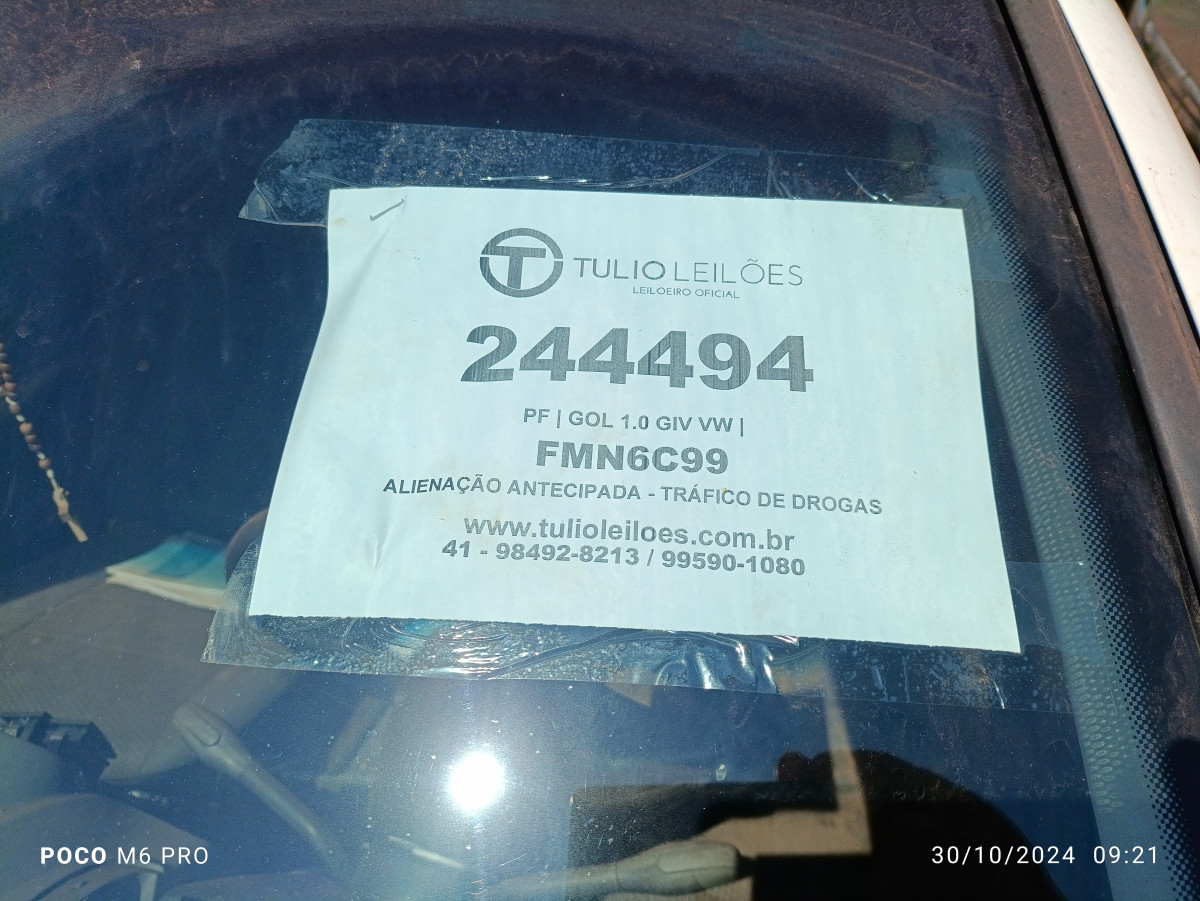 TULIO LEILÕES
LEILOEIRO OFICIAL
244494
PF | GOL 1.0 GIV VW |
FMN6C99
ALIENAÇÃO ANTECIPADA - TRÁFICO DE DROGAS
www.tulioleiloes.com.br
41 - 98492-8213 / 99590-1080
POCO M6 PRO
30/10/2024 09:21